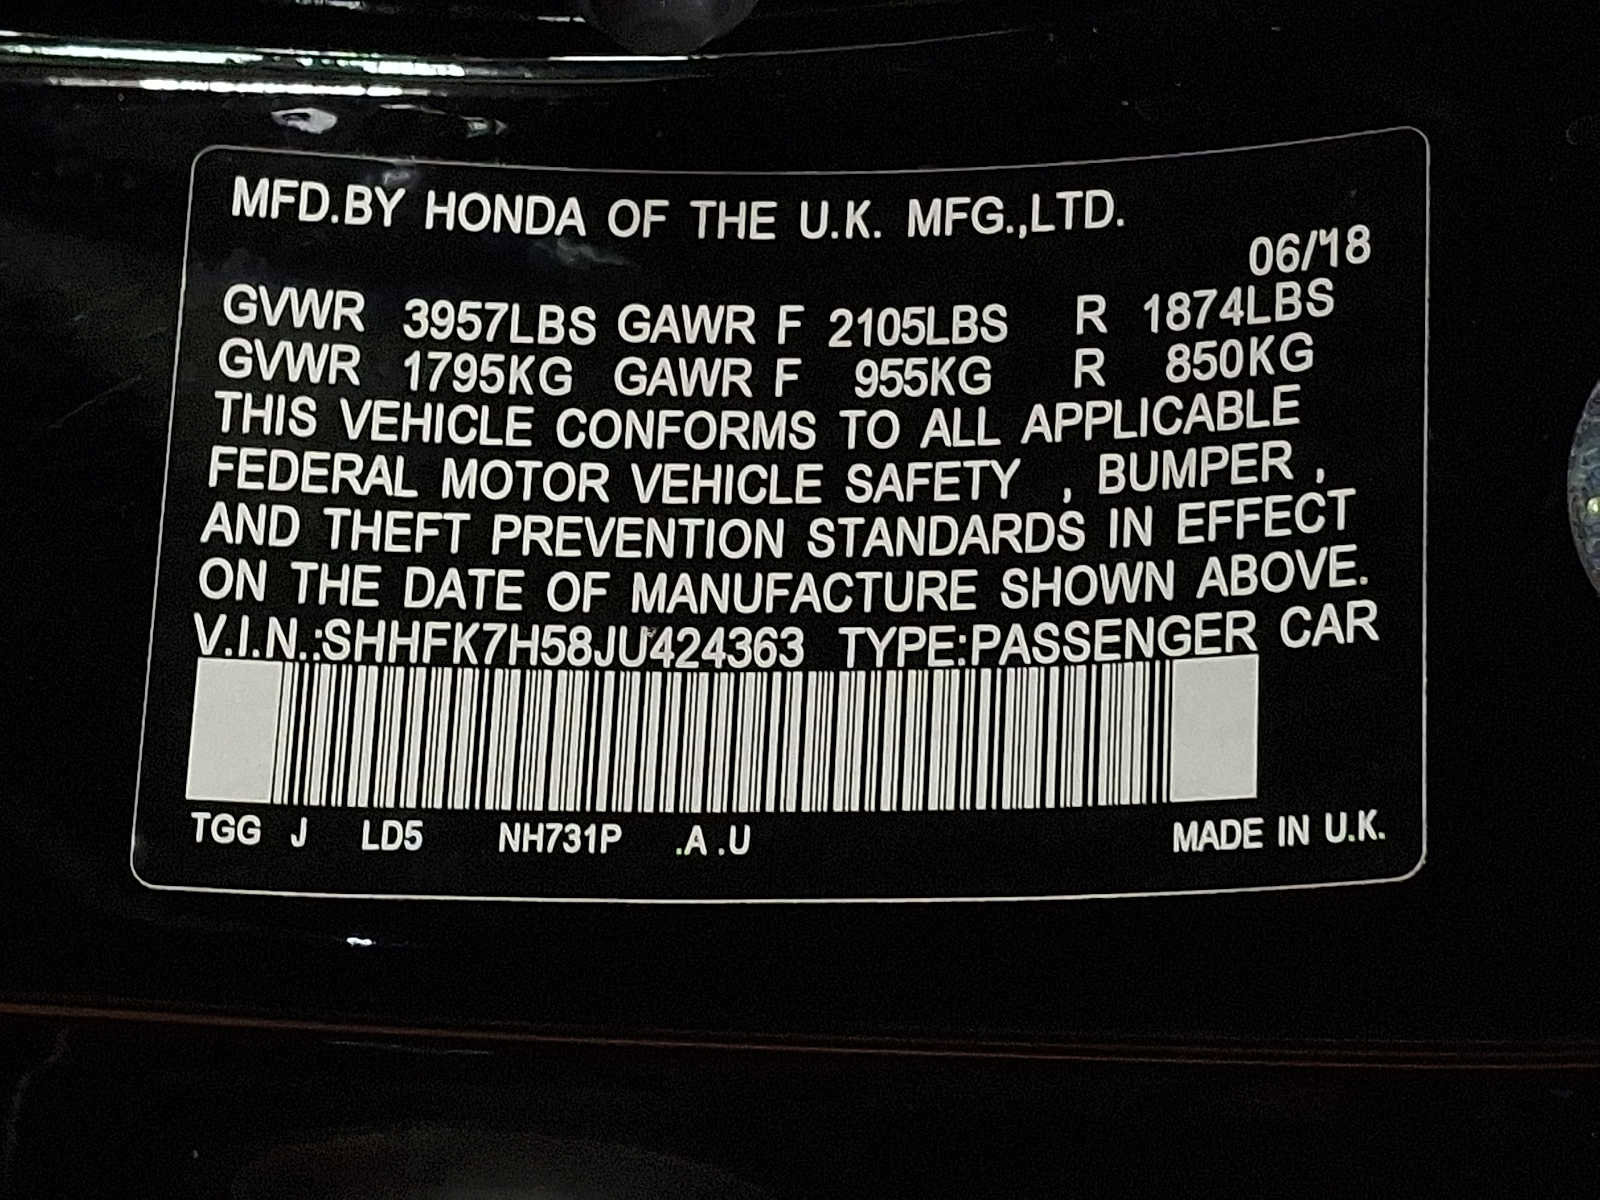 MFD.BY HONDA OF THE U.K. MFG.,LTD.
06/'18
GVWR 3957LBS GAWR F 2105LBS R 1874LBS
GVWR 1795KG GAWR F 955KG R 850KG
THIS VEHICLE CONFORMS TO ALL APPLICABLE
FEDERAL MOTOR VEHICLE SAFETY , BUMPER ,
AND THEFT PREVENTION STANDARDS IN EFFECT
ON THE DATE OF MANUFACTURE SHOWN ABOVE.
V.I.N.:SHHFK7H58JU424363 TYPE:PASSENGER CAR
TGG J LD5 NH731P .A .U MADE IN U.K.